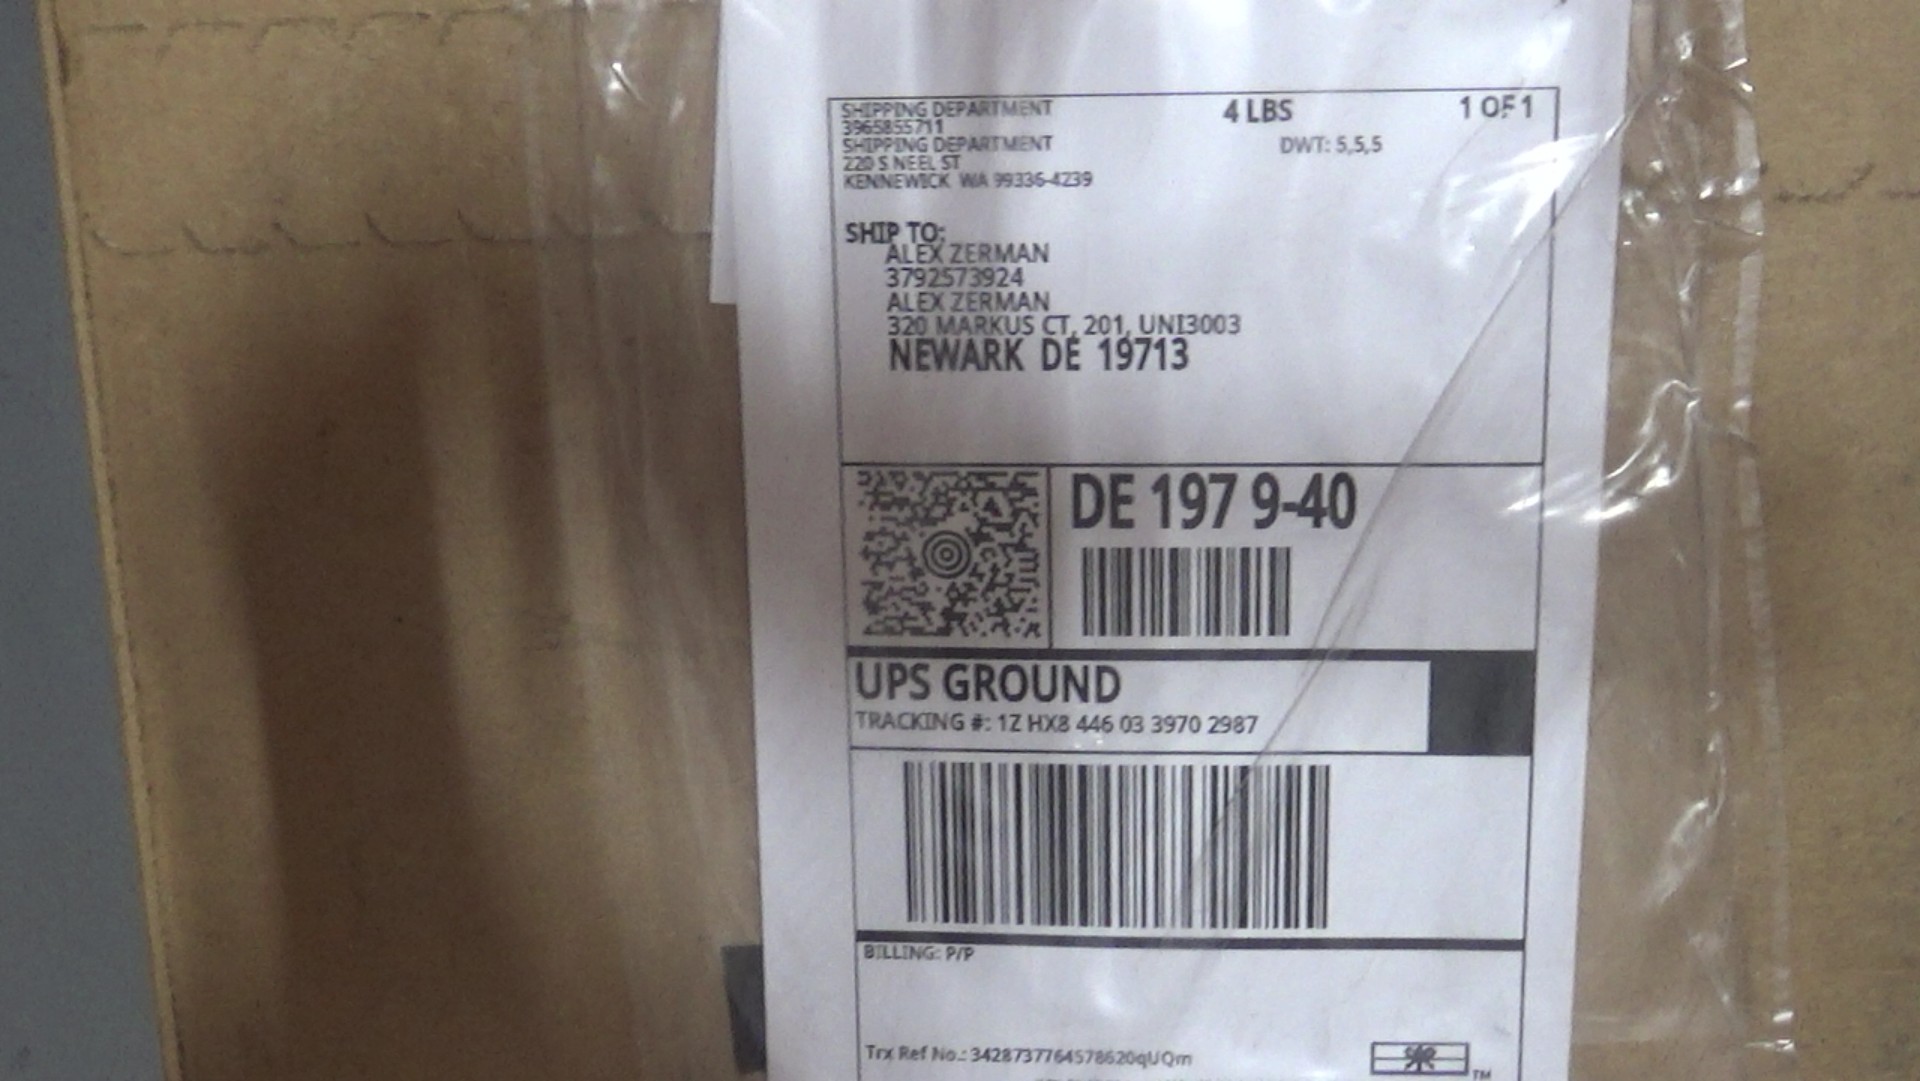 SHIPPING DEPARTMENT 4 LBS 1 OF 1
3965855711
SHIPPING DEPARTMENT DWT: 5,5,5
220 S NEEL ST
KENNEWICK WA 99336-4239
SHIP TO:
ALEX ZERMAN
3792573924
ALEX ZERMAN
320 MARKUS CT, 201, UNI3003
NEWARK DE 19713
DE 197 9-40
UPS GROUND
TRACKING #: 1Z HX8 446 03 3970 2987
BILLING: P/P
Trx Ref No.: 3428737764578620qUQm
TM